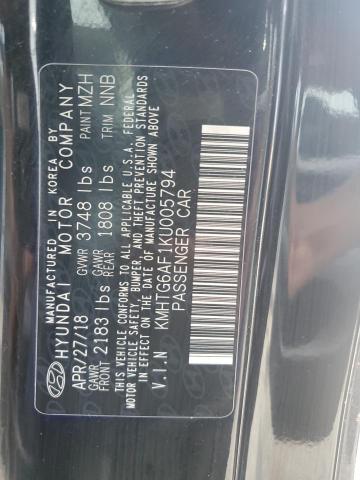 MANUFACTURED IN KOREA BY
HYUNDAI MOTOR COMPANY
APR/27/18 GVWR 3748 lbs PAINT MZH
GAWR FRONT 2183 lbs GAWR REAR 1808 lbs TRIM NNB
THIS VEHICLE CONFORMS TO ALL APPLICABLE U.S.A. FEDERAL
MOTOR VEHICLE SAFETY, BUMPER, AND THEFT PREVENTION STANDARDS
IN EFFECT ON THE DATE OF MANUFACTURE SHOWN ABOVE
V.I.N KMHTG6AF1KU005794
PASSENGER CAR